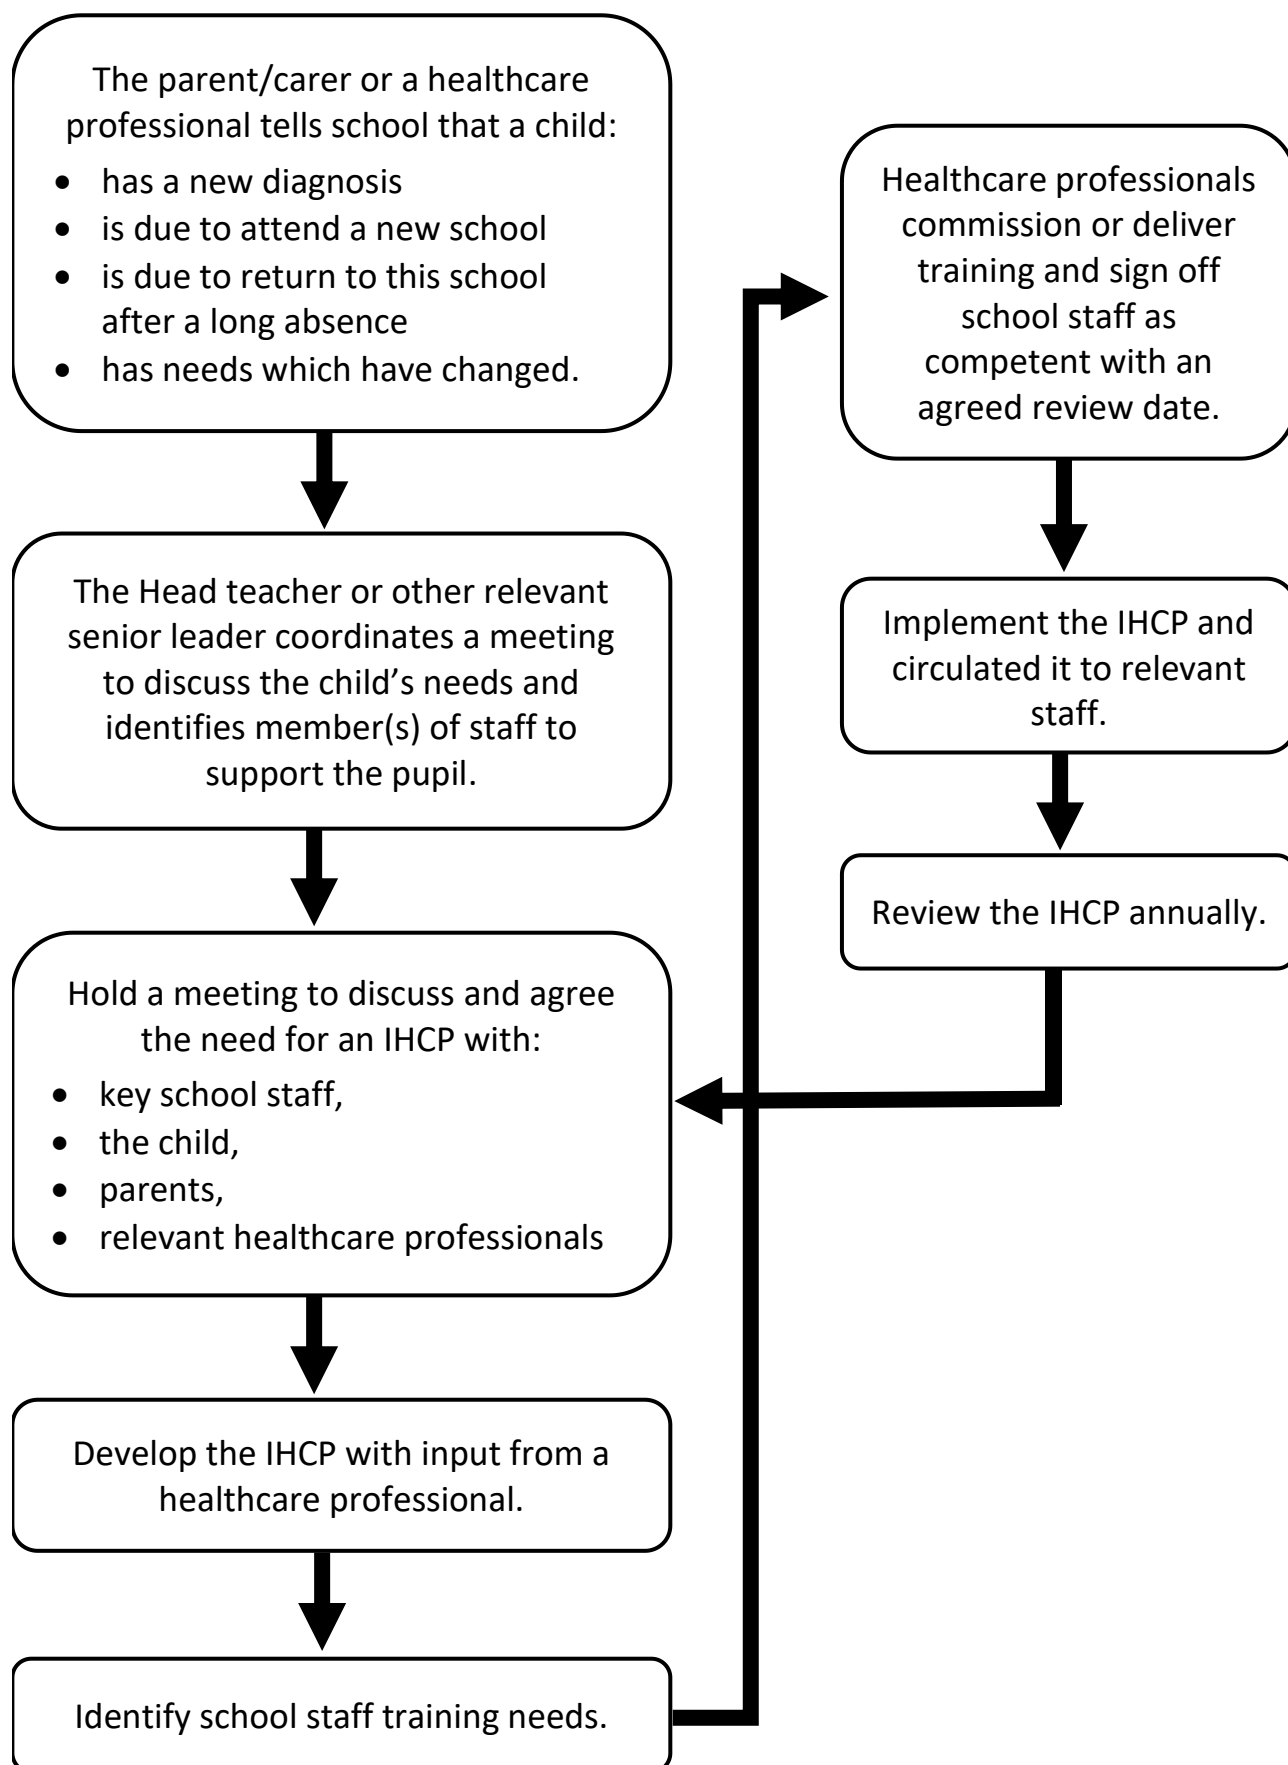 The parent/carer or a healthcare
professional tells school that a child:
• has a new diagnosis
• is due to attend a new school
• is due to return to this school
after a long absence
• has needs which have changed.
The Head teacher or other relevant
senior leader coordinates a meeting
to discuss the child’s needs and
identifies member(s) of staff to
support the pupil.
Hold a meeting to discuss and agree
the need for an IHCP with:
• key school staff,
• the child,
• parents,
• relevant healthcare professionals
Develop the IHCP with input from a
healthcare professional.
Identify school staff training needs.
Healthcare professionals
commission or deliver
training and sign off
school staff as
competent with an
agreed review date.
Implement the IHCP and
circulated it to relevant
staff.
Review the IHCP annually.